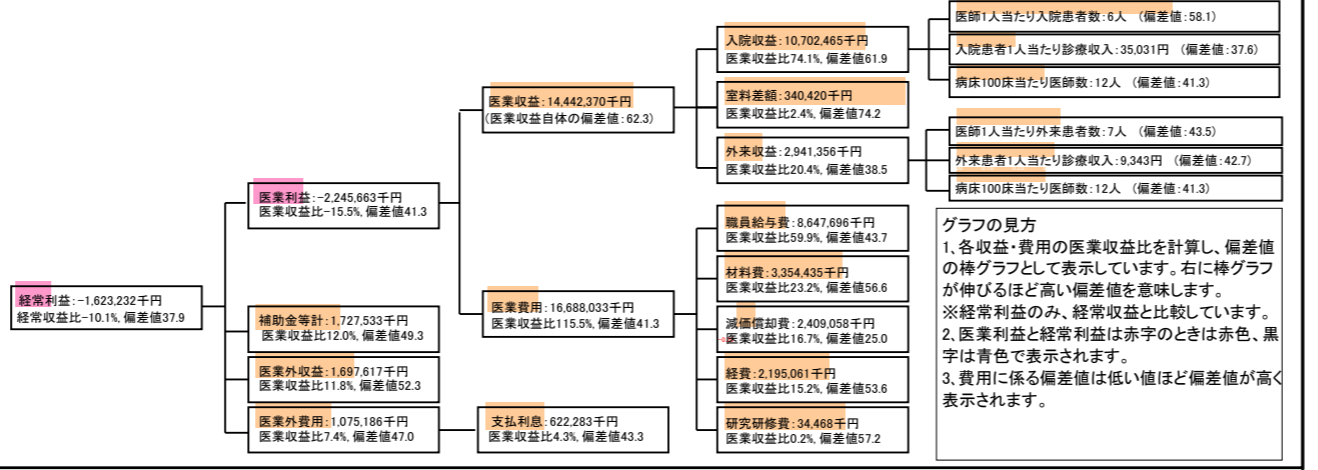 経常利益:-1,623,232千円
経常収益比-10.1%, 偏差値37.9
医業利益:-2,245,663千円
医業収益比-15.5%, 偏差値41.3
補助金等計:1,727,533千円
医業収益比12.0%, 偏差値49.3
医業外収益:1,697,617千円
医業収益比11.8%, 偏差値52.3
医業外費用:1,075,186千円
医業収益比7.4%, 偏差値47.0
医業収益:14,442,370千円
(医業収益自体の偏差値:62.3)
医業費用:16,688,033千円
医業収益比115.5%, 偏差値41.3
支払利息:622,283千円
医業収益比4.3%, 偏差値43.3
入院収益:10,702,465千円
医業収益比74.1%, 偏差値61.9
室料差額:340,420千円
医業収益比2.4%, 偏差値74.2
外来収益:2,941,356千円
医業収益比20.4%, 偏差値38.5
職員給与費:8,647,696千円
医業収益比59.9%, 偏差値43.7
材料費:3,354,435千円
医業収益比23.2%, 偏差値56.6
減価償却費:2,409,058千円
医業収益比16.7%, 偏差値25.0
経費:2,195,061千円
医業収益比15.2%, 偏差値53.6
研究研修費:34,468千円
医業収益比0.2%, 偏差値57.2
医師1人当たり入院患者数:6人 (偏差値:58.1)
入院患者1人当たり診療収入:35,031円 (偏差値:37.6)
病床100床当たり医師数:12人 (偏差値:41.3)
医師1人当たり外来患者数:7人 (偏差値:43.5)
外来患者1人当たり診療収入:9,343円 (偏差値:42.7)
病床100床当たり医師数:12人 (偏差値:41.3)
グラフの見方
1、各収益・費用の医業収益比を計算し、偏差値
の棒グラフとして表示しています。右に棒グラフ
が伸びるほど高い偏差値を意味します。
※経常利益のみ、経常収益と比較しています。
2、医業利益と経常利益は赤字のときは赤色、黒
字は青色で表示されます。
3、費用に係る偏差値は低い値ほど偏差値が高く
表示されます。